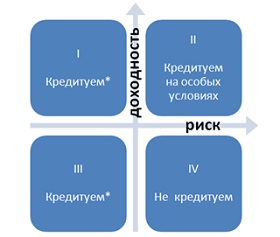 I
Кредитуем*
доходность
II
Кредитуем
на особых
условиях
риск
III
Кредитуем*
IV
Не кредитуем